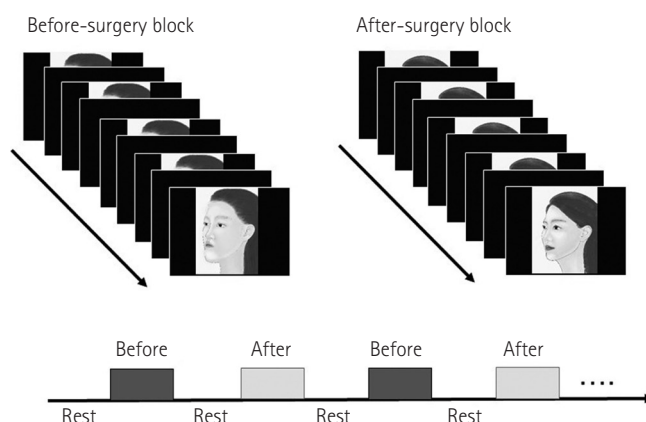 Before-surgery block
After-surgery block
Before
After
Before
After
Rest
Rest
Rest
Rest